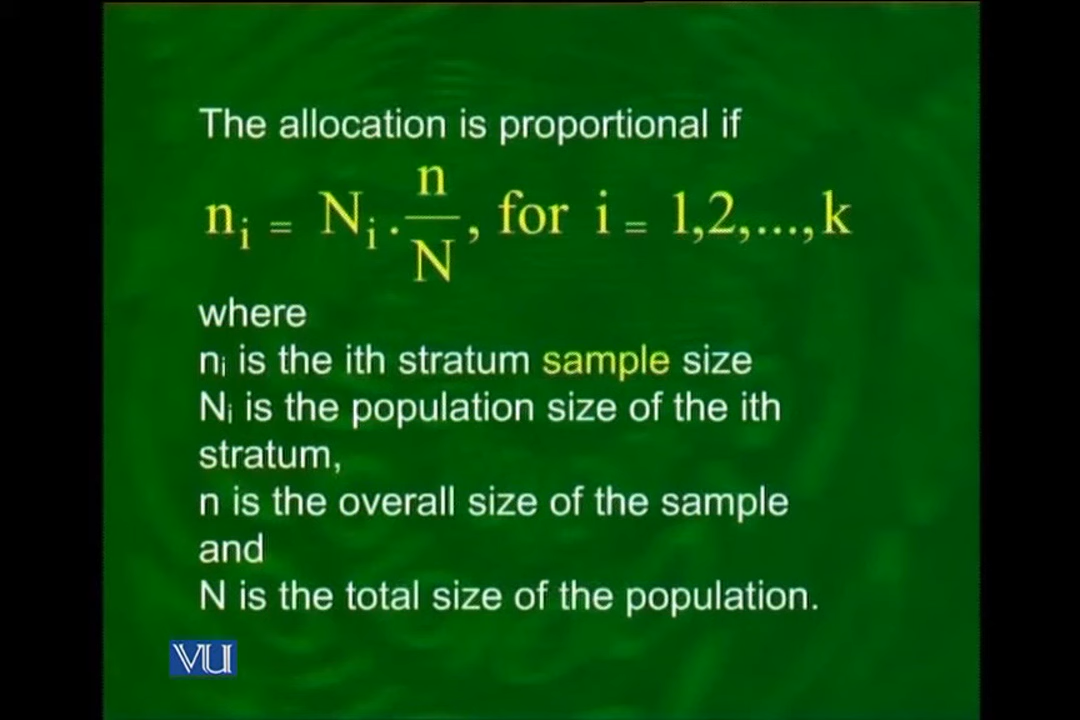 The allocation is proportional if
nᵢ = Nᵢ . n/N , for i = 1,2,...,k
where
nᵢ is the ith stratum sample size
Nᵢ is the population size of the ith
stratum,
n is the overall size of the sample
and
N is the total size of the population.
VU